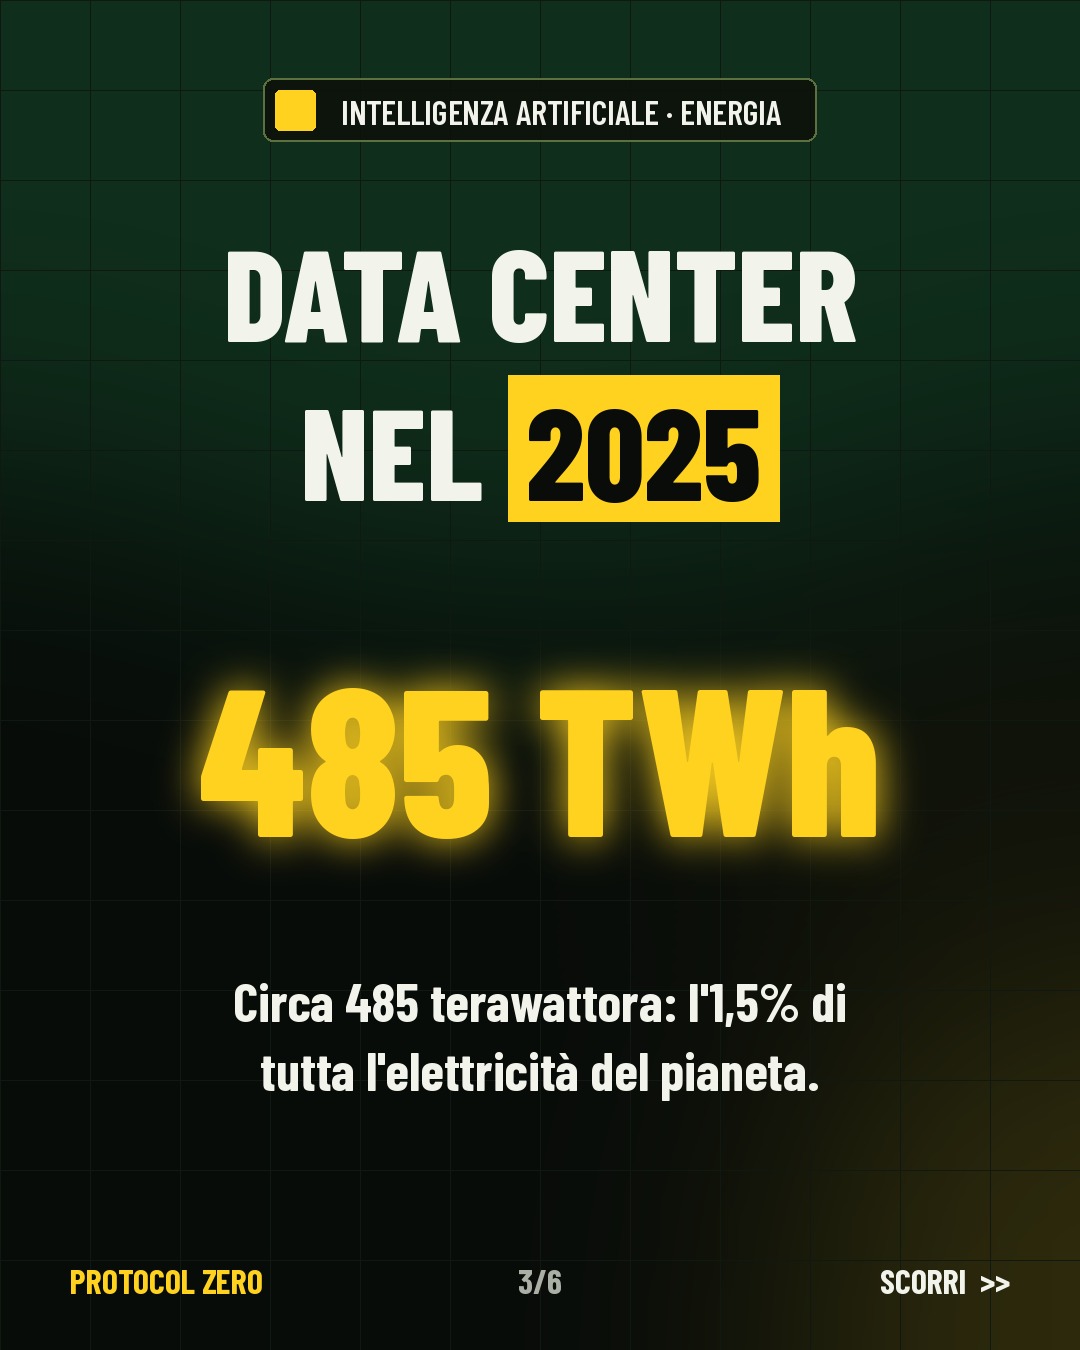 INTELLIGENZA ARTIFICIALE · ENERGIA
DATA CENTER
NEL 2025
485 TWh
Circa 485 terawattora: l'1,5% di
tutta l'elettricità del pianeta.
PROTOCOL ZERO
3/6
SCORRI >>